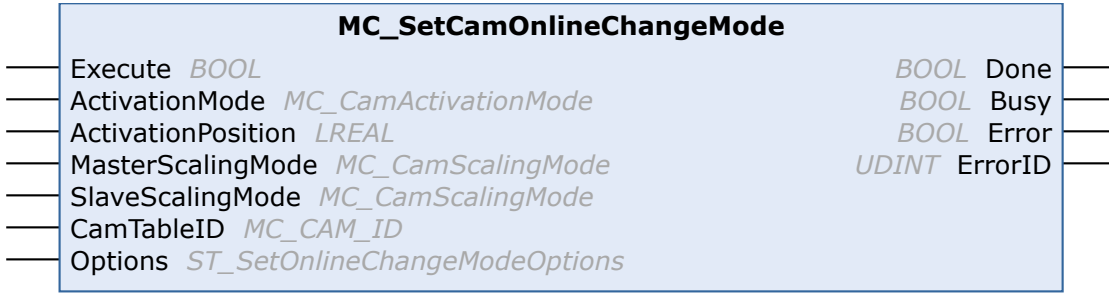 MC_SetCamOnlineChangeMode
Execute BOOL BOOL Done
ActivationMode MC_CamActivationMode BOOL Busy
ActivationPosition LREAL BOOL Error
MasterScalingMode MC_CamScalingMode UDINT ErrorID
SlaveScalingMode MC_CamScalingMode
CamTableID MC_CAM_ID
Options ST_SetOnlineChangeModeOptions